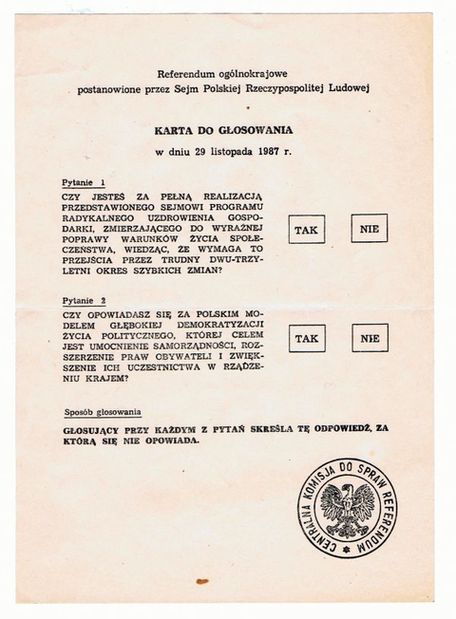 Referendum ogólnokrajowe
postanowione przez Sejm Polskiej Rzeczypospolitej Ludowej
KARTA DO GŁOSOWANIA
w dniu 29 listopada 1987 r.
Pytanie 1
CZY JESTEŚ ZA PEŁNĄ REALIZACJĄ
PRZEDSTAWIONEGO SEJMOWI PROGRAMU
RADYKALNEGO UZDROWIENIA GOSPO-
DARKI, ZMIERZAJĄCEGO DO WYRAŹNEJ
POPRAWY WARUNKÓW ŻYCIA SPOŁE-
CZEŃSTWA, WIEDZĄC, ŻE WYMAGA TO
PRZEJŚCIA PRZEZ TRUDNY DWU-TRZY-
LETNI OKRES SZYBKICH ZMIAN?
TAK NIE
Pytanie 2
CZY OPOWIADASZ SIĘ ZA POLSKIM MO-
DELEM GŁĘBOKIEJ DEMOKRATYZACJI
ŻYCIA POLITYCZNEGO, KTÓREJ CELEM
JEST UMOCNIENIE SAMORZĄDNOŚCI, ROZ-
SZERZENIE PRAW OBYWATELI I ZWIĘK-
SZENIE ICH UCZESTNICTWA W RZĄDZE-
NIU KRAJEM?
TAK NIE
Sposób głosowania
GŁOSUJĄCY PRZY KAŻDYM Z PYTAŃ SKREŚLA TĘ ODPOWIEDŹ, ZA
KTÓRĄ SIĘ NIE OPOWIADA.
CENTRALNA KOMISJA DO SPRAW REFERENDUM